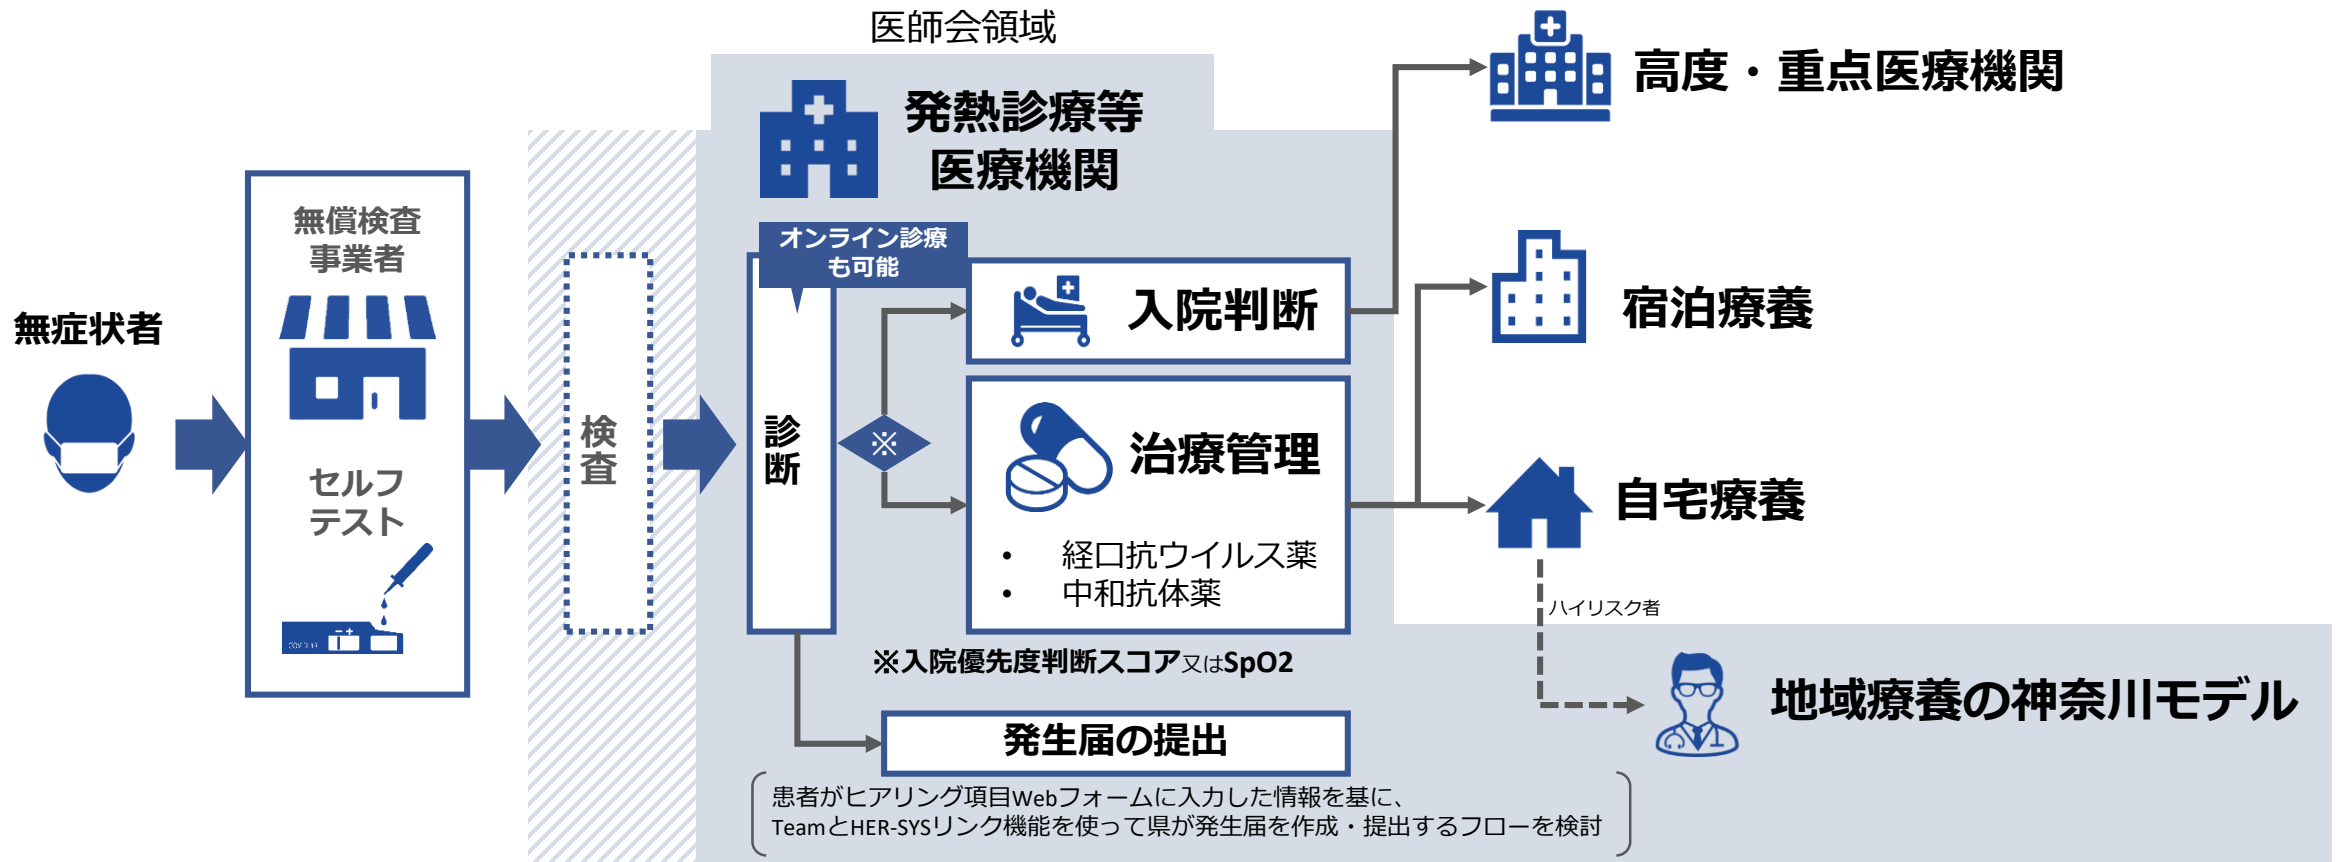 医師会領域
発熱診療等
医療機関
高度・重点医療機関
無償検査
事業者
オンライン診療
も可能
入院判断
宿泊療養
無症状者
セルフ
テスト
検査
診断
※
治療管理
• 経口抗ウイルス薬
• 中和抗体薬
自宅療養
ハイリスク者
※入院優先度判断スコア又はSpO2
地域療養の神奈川モデル
発生届の提出
患者がヒアリング項目Webフォームに入力した情報を基に、
TeamとHER-SYSリンク機能を使って県が発生届を作成・提出するフローを検討